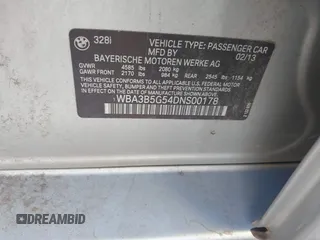 328i
VEHICLE TYPE: PASSENGER CAR
MFD BY
02/13
BAYERISCHE MOTOREN WERKE AG
GVWR 4585 lbs 2080 kg
GAWR FRONT 2170 lbs 984 kg GAWR REAR 2545 lbs 1154 kg
THIS VEHICLE CONFORMS TO ALL APPLICABLE
FEDERAL MOTOR VEHICLE SAFETY, BUMPER, AND
THEFT PREVENTION STANDARDS IN EFFECT ON THE
DATE OF MANUFACTURE SHOWN ABOVE.
WBA3B5G54DNS00178
DREAMBID